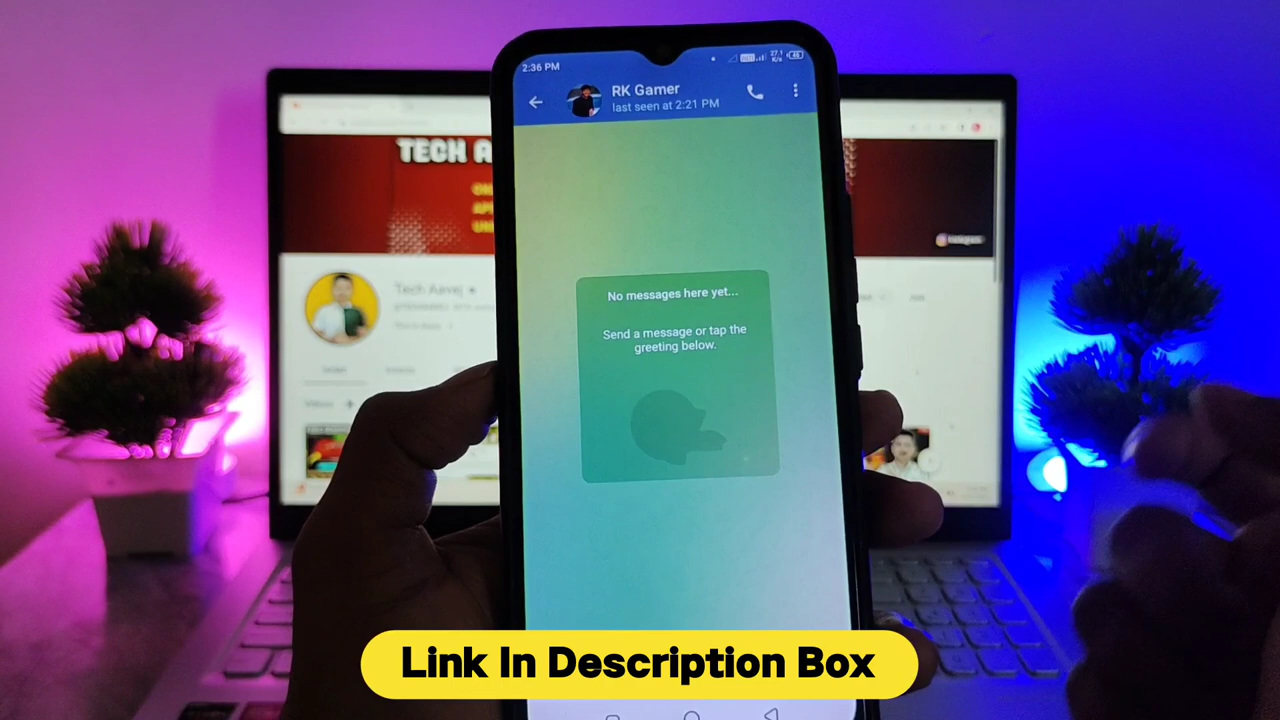 2:36 PM
RK Gamer
last seen at 2:21 PM
TECH A
Tech Aarej
No messages here yet...
Send a message or tap the
greeting below.
Link In Description Box